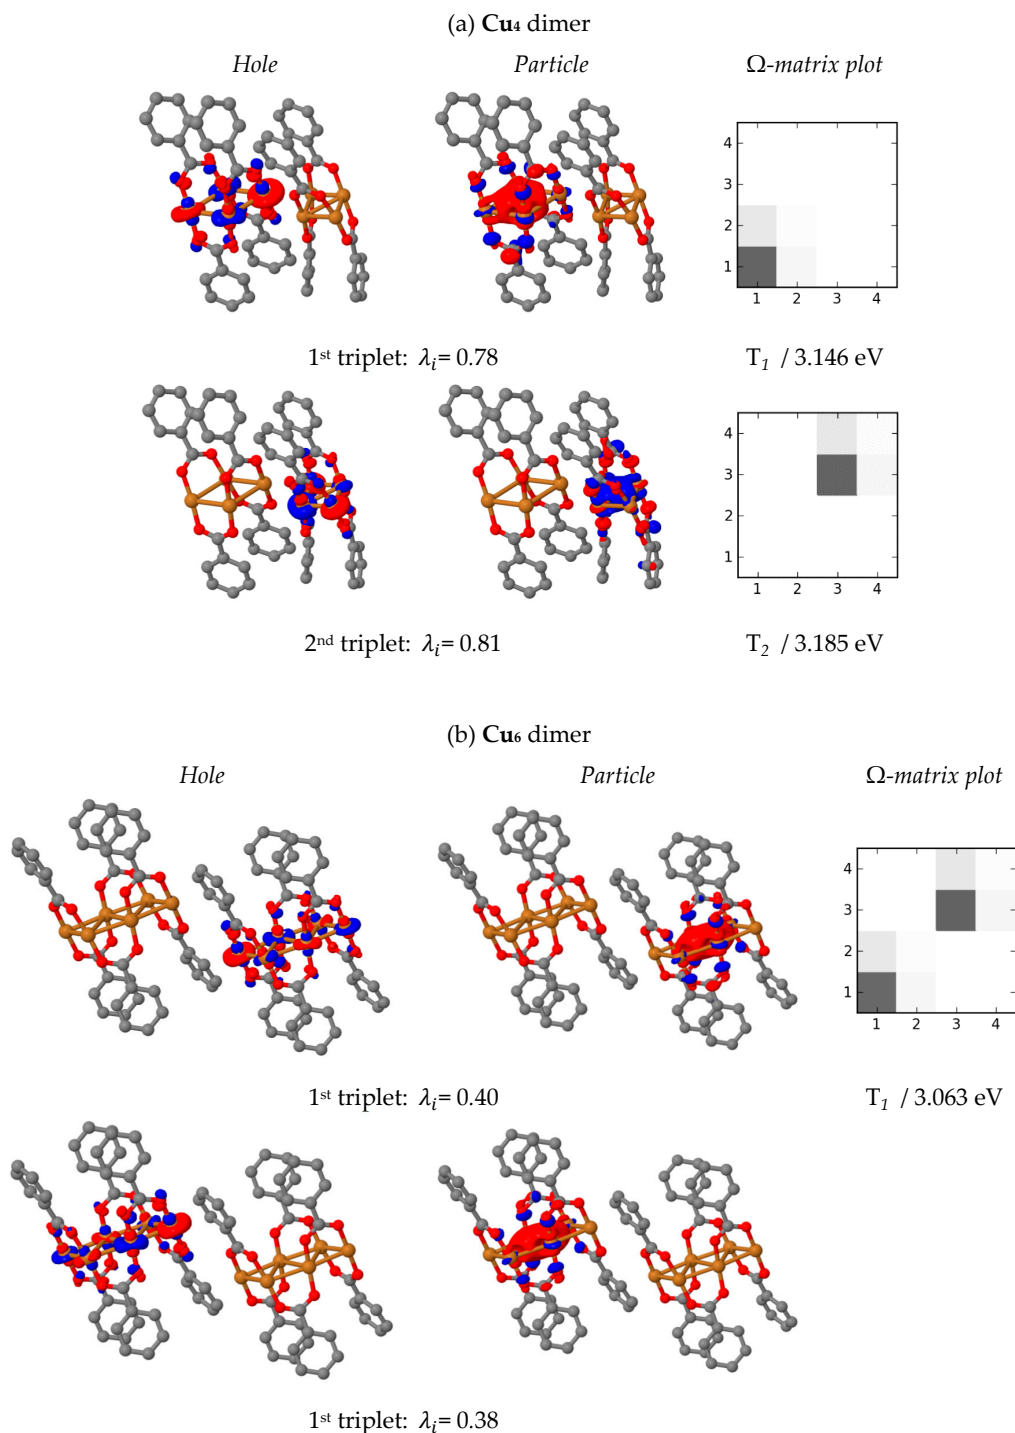 (a) Cu₄ dimer
Hole Particle Ω-matrix plot
4
3
2
1
1 2 3 4
1ˢᵗ triplet: λᵢ = 0.78 T₁ / 3.146 eV
4
3
2
1
1 2 3 4
2ⁿᵈ triplet: λᵢ = 0.81 T₂ / 3.185 eV
(b) Cu₆ dimer
Hole Particle Ω-matrix plot
4
3
2
1
1 2 3 4
1ˢᵗ triplet: λᵢ = 0.40 T₁ / 3.063 eV
1ˢᵗ triplet: λᵢ = 0.38